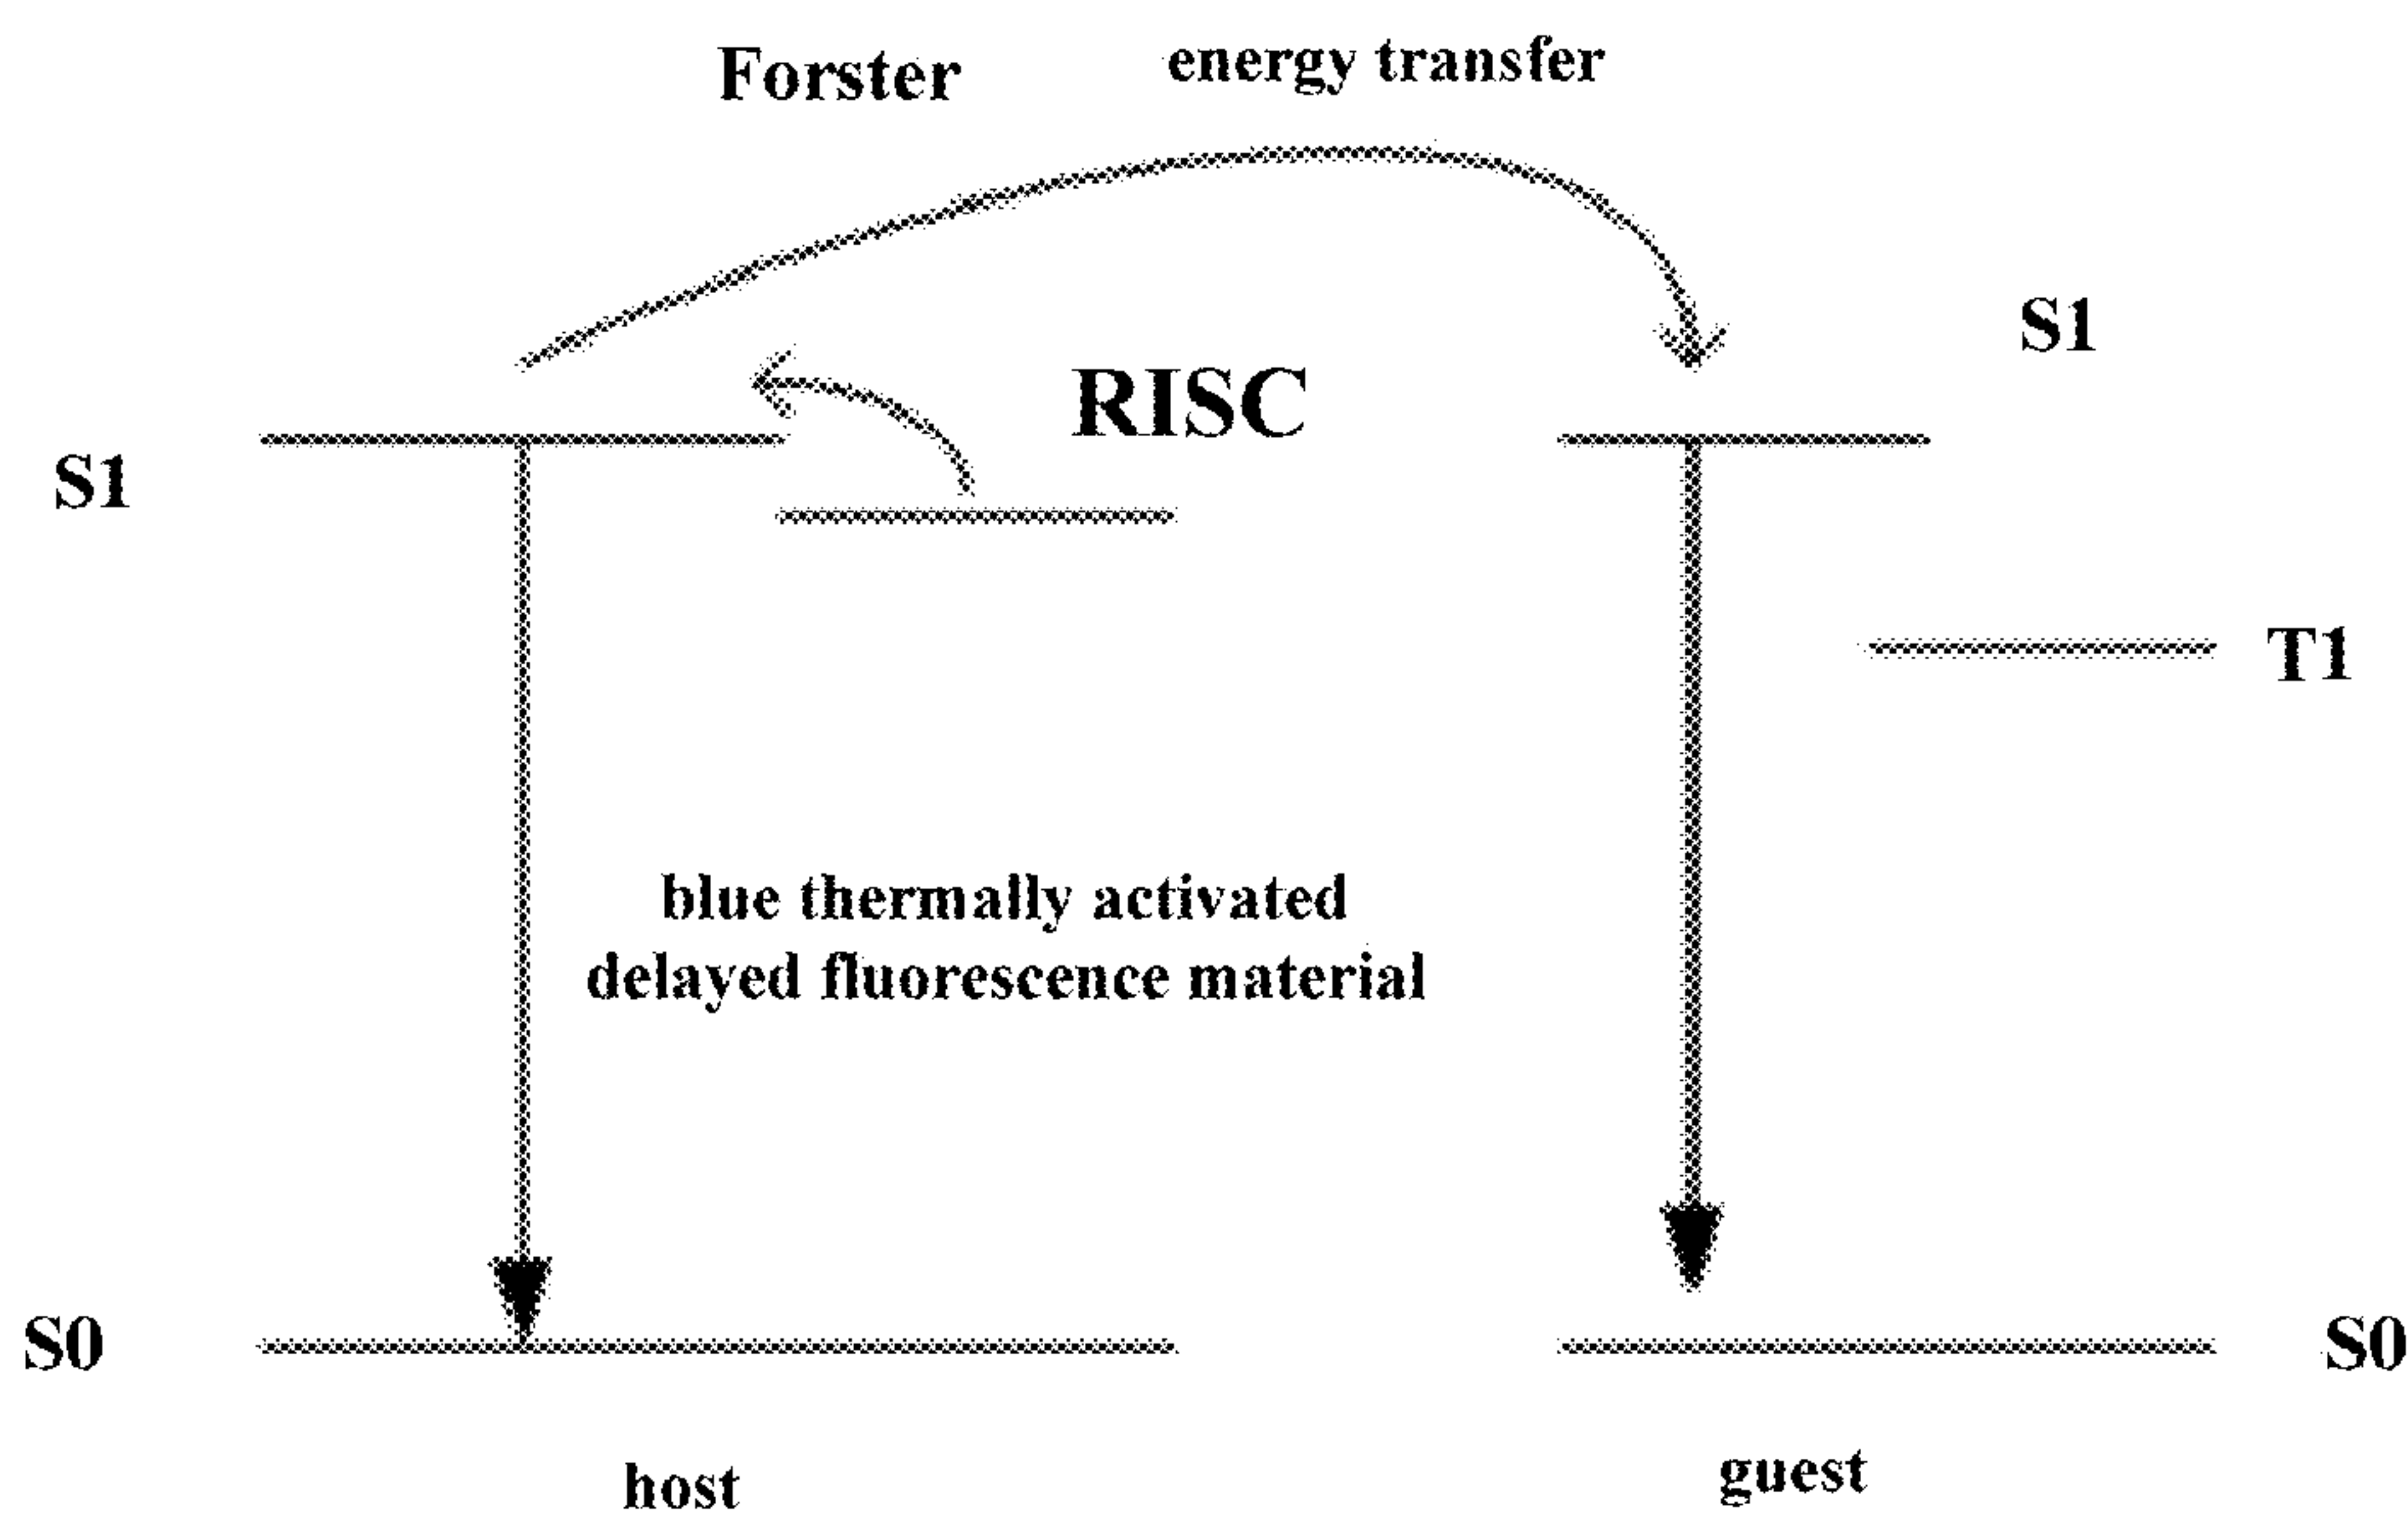 Forster energy transfer
S1
RISC
S1
T1
blue thermally activated
delayed fluorescence material
S0
S0
host
guest